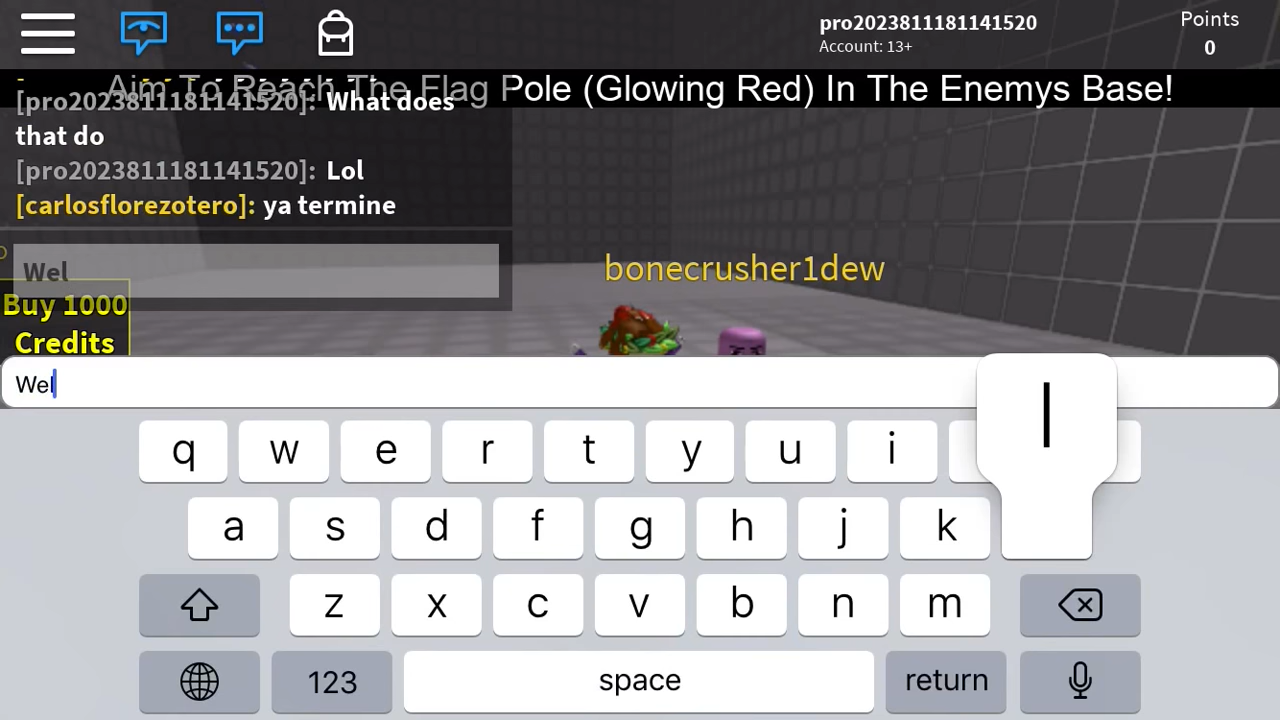 pro2023811181141520
Account: 13+
Points
0
Aim To Reach The Flag Pole (Glowing Red) In The Enemys Base!
[pro2023811181141520]: What does
that do
[pro2023811181141520]: Lol
[carlosflorezotero]: ya termine
Wel
bonecrusher1dew
Buy 1000
Credits
Wel
l
q w e r t y u i
a s d f g h j k
z x c v b n m
123 space return